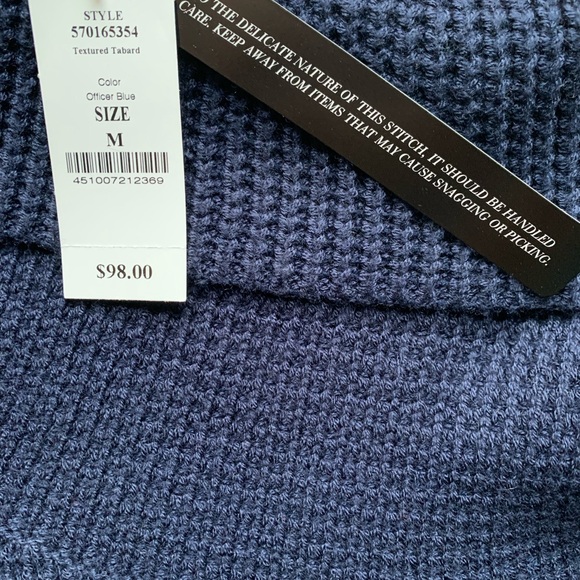 STYLE
570165354
Textured Tabard
Color
Officer Blue
SIZE
M
451007212369
$98.00
THE DELICATE NATURE OF THIS STITCH, IT SHOULD BE HANDLED
CARE. KEEP AWAY FROM ITEMS THAT MAY CAUSE SNAGGING OR PICKING.